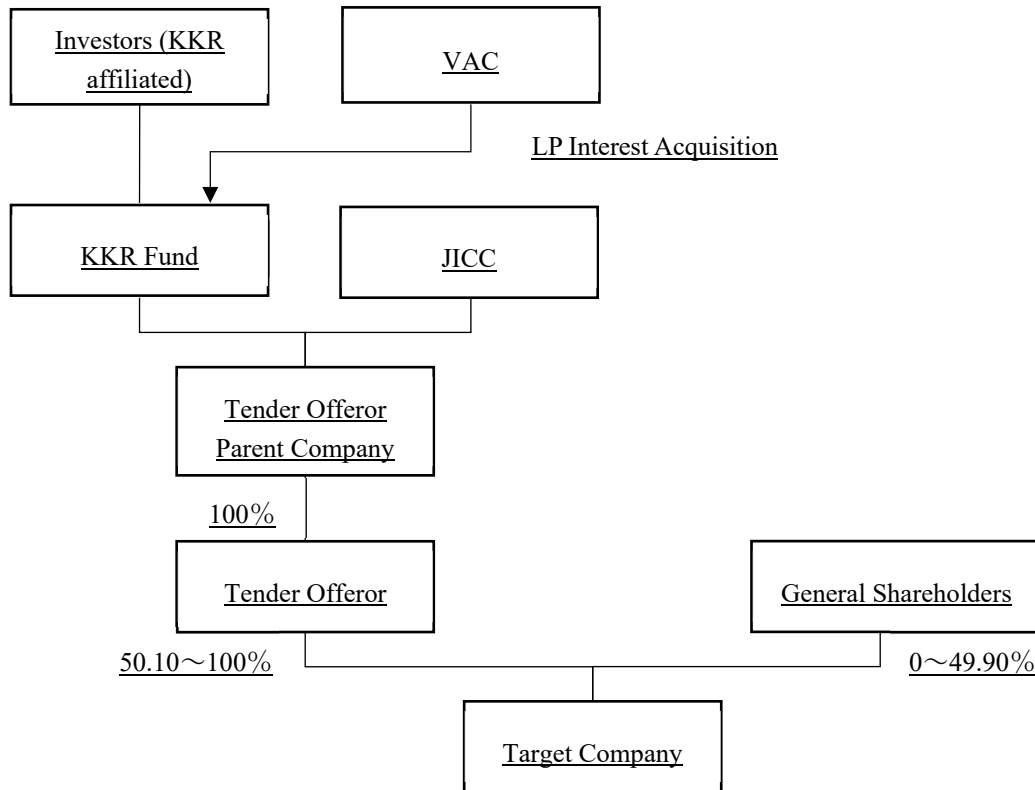 Investors (KKR
affiliated)
VAC
LP Interest Acquisition
KKR Fund
JICC
Tender Offeror
Parent Company
100%
Tender Offeror
General Shareholders
50.10～100%
0～49.90%
Target Company